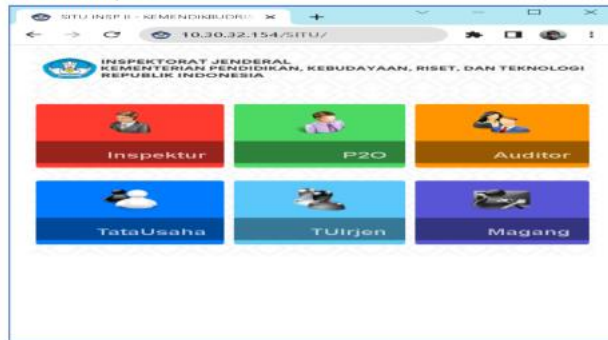 SITU INSP II - KEMENDIKBUDRI
10.30.32.154/SITU/
INSPEKTORAT JENDERAL
KEMENTERIAN PENDIDIKAN, KEBUDAYAAN, RISET, DAN TEKNOLOGI
REPUBLIK INDONESIA
Inspektur
P2O
Auditor
TataUsaha
TUIrjen
Magang